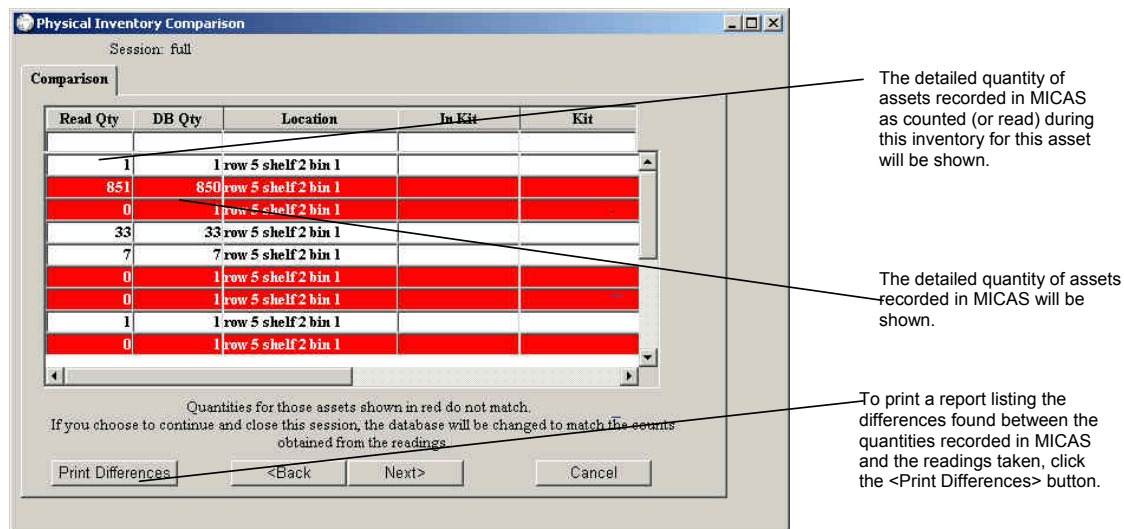 Physical Inventory Comparison
Session: full
Comparison
Read Qty DB Qty Location In Kit Kit
1 1 row 5 shelf 2 bin 1
851 850 row 5 shelf 2 bin 1
0 1 row 5 shelf 2 bin 1
33 33 row 5 shelf 2 bin 1
7 7 row 5 shelf 2 bin 1
0 1 row 5 shelf 2 bin 1
0 1 row 5 shelf 2 bin 1
1 1 row 5 shelf 2 bin 1
0 1 row 5 shelf 2 bin 1
Quantities for those assets shown in red do not match.
If you choose to continue and close this session, the database will be changed to match the counts
obtained from the readings.
Print Differences <Back Next> Cancel
The detailed quantity of
assets recorded in MICAS
as counted (or read) during
this inventory for this asset
will be shown.
The detailed quantity of assets
recorded in MICAS will be
shown.
To print a report listing the
differences found between the
quantities recorded in MICAS
and the readings taken, click
the <Print Differences> button.